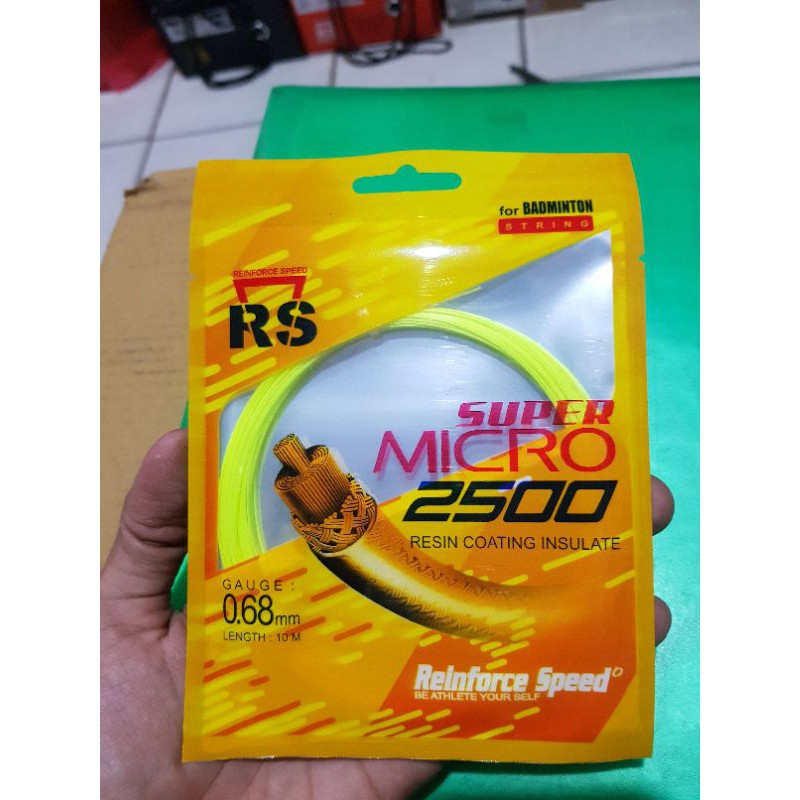 for BADMINTON
STRING
REINFORCE SPEED
RS
SUPER
MICRO
2500
RESIN COATING INSULATE
GAUGE :
0.68mm
LENGTH : 10 M
Reinforce Speed
BE ATHLETE YOUR SELF